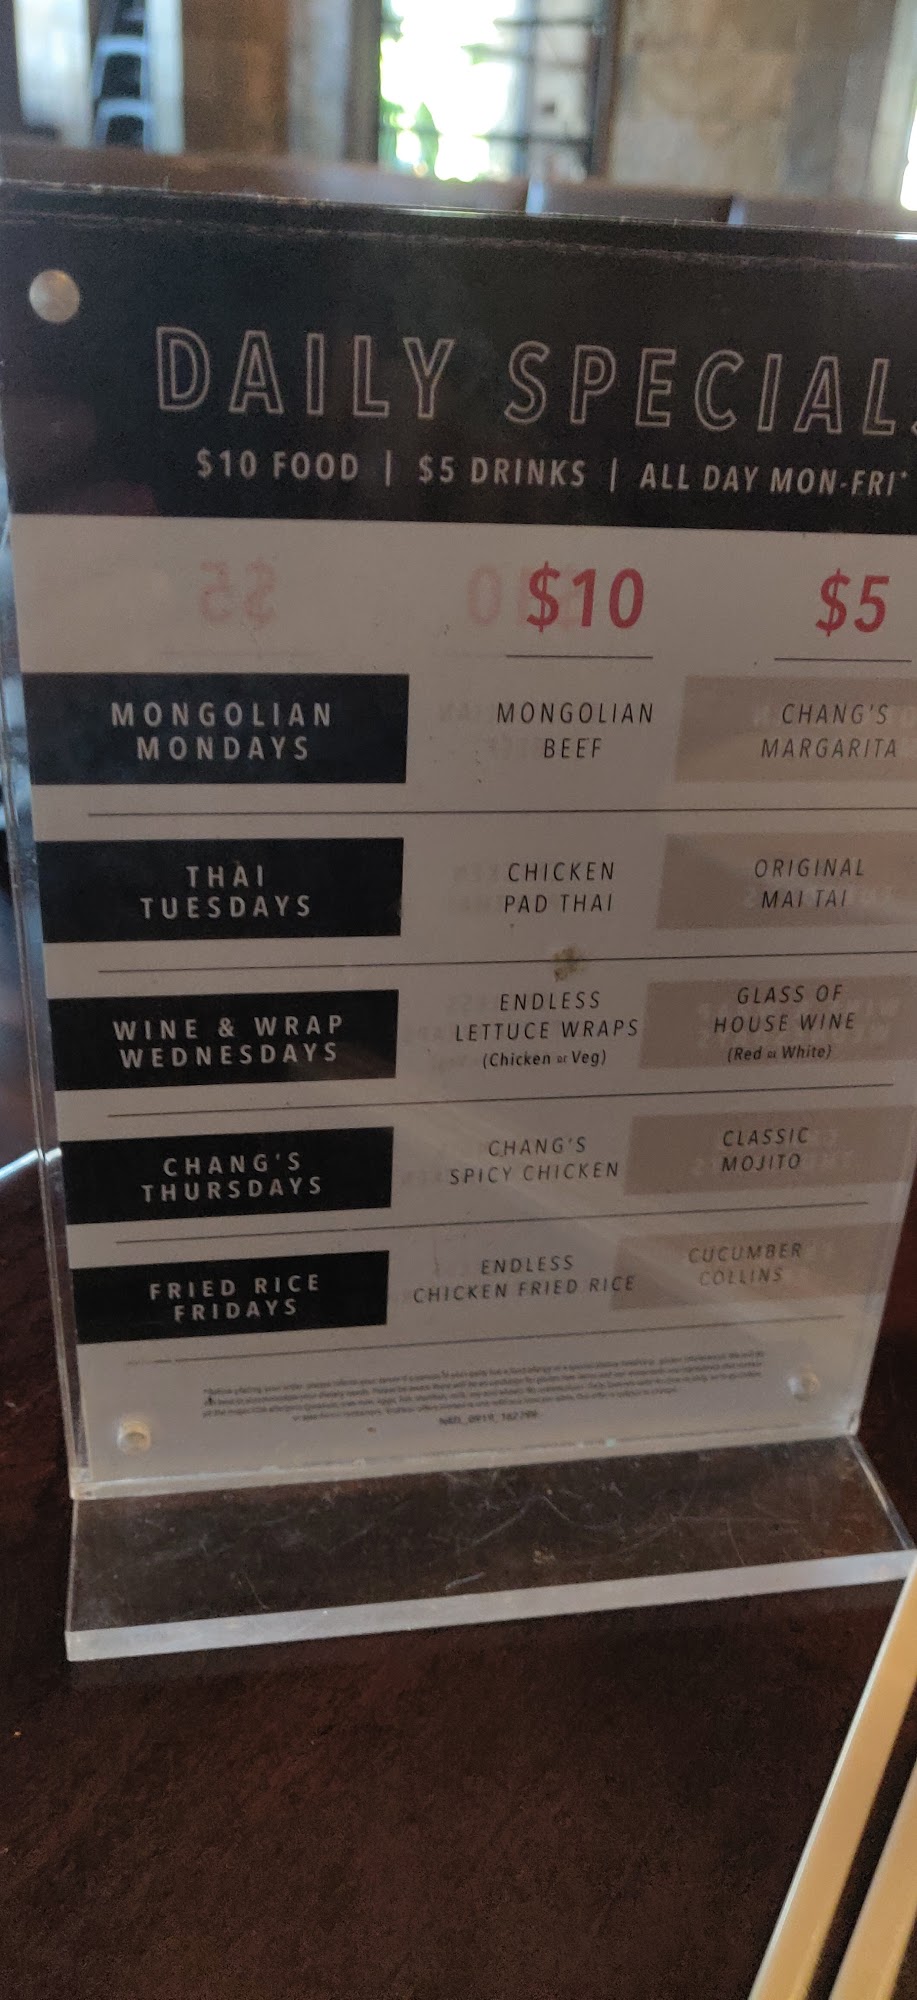 DAILY SPECIAL
$10 FOOD | $5 DRINKS | ALL DAY MON-FRI*
$10 $5
MONGOLIAN
MONDAYS
MONGOLIAN
BEEF
CHANG'S
MARGARITA
THAI
TUESDAYS
CHICKEN
PAD THAI
ORIGINAL
MAI TAI
WINE & WRAP
WEDNESDAYS
ENDLESS
LETTUCE WRAPS
(Chicken or Veg)
GLASS OF
HOUSE WINE
(Red or White)
CHANG'S
THURSDAYS
CHANG'S
SPICY CHICKEN
CLASSIC
MOJITO
FRIED RICE
FRIDAYS
ENDLESS
CHICKEN FRIED RICE
CUCUMBER
COLLINS